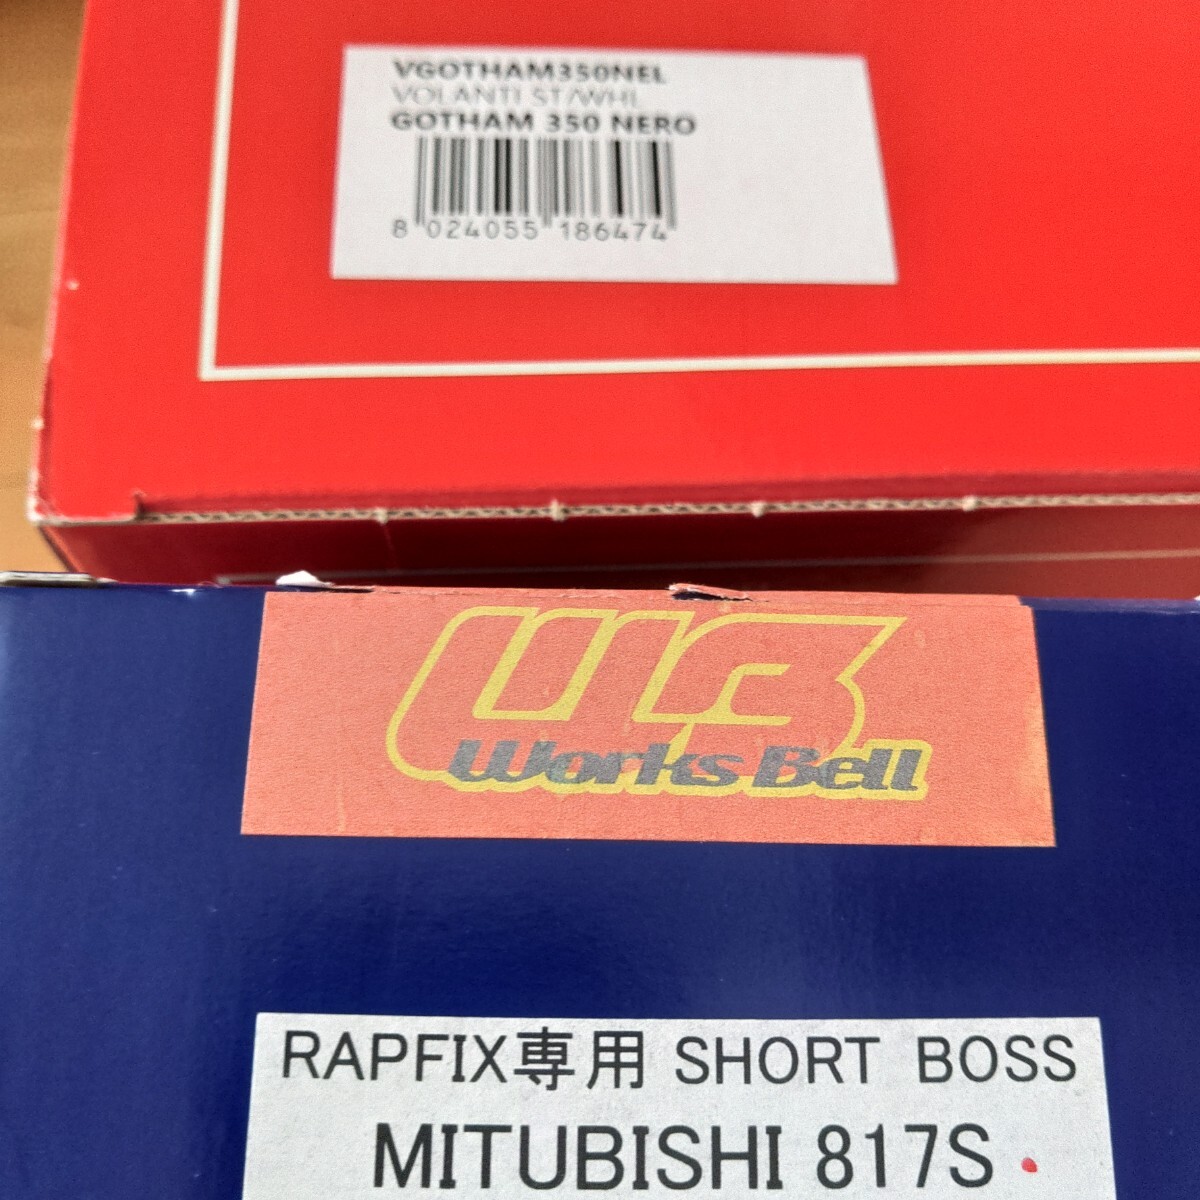 VGOTHAM350NEL
VOLANTI ST/WHL
GOTHAM 350 NERO
8 024055 186474
WB
Works Bell
RAPFIX専用 SHORT BOSS
MITUBISHI 817S